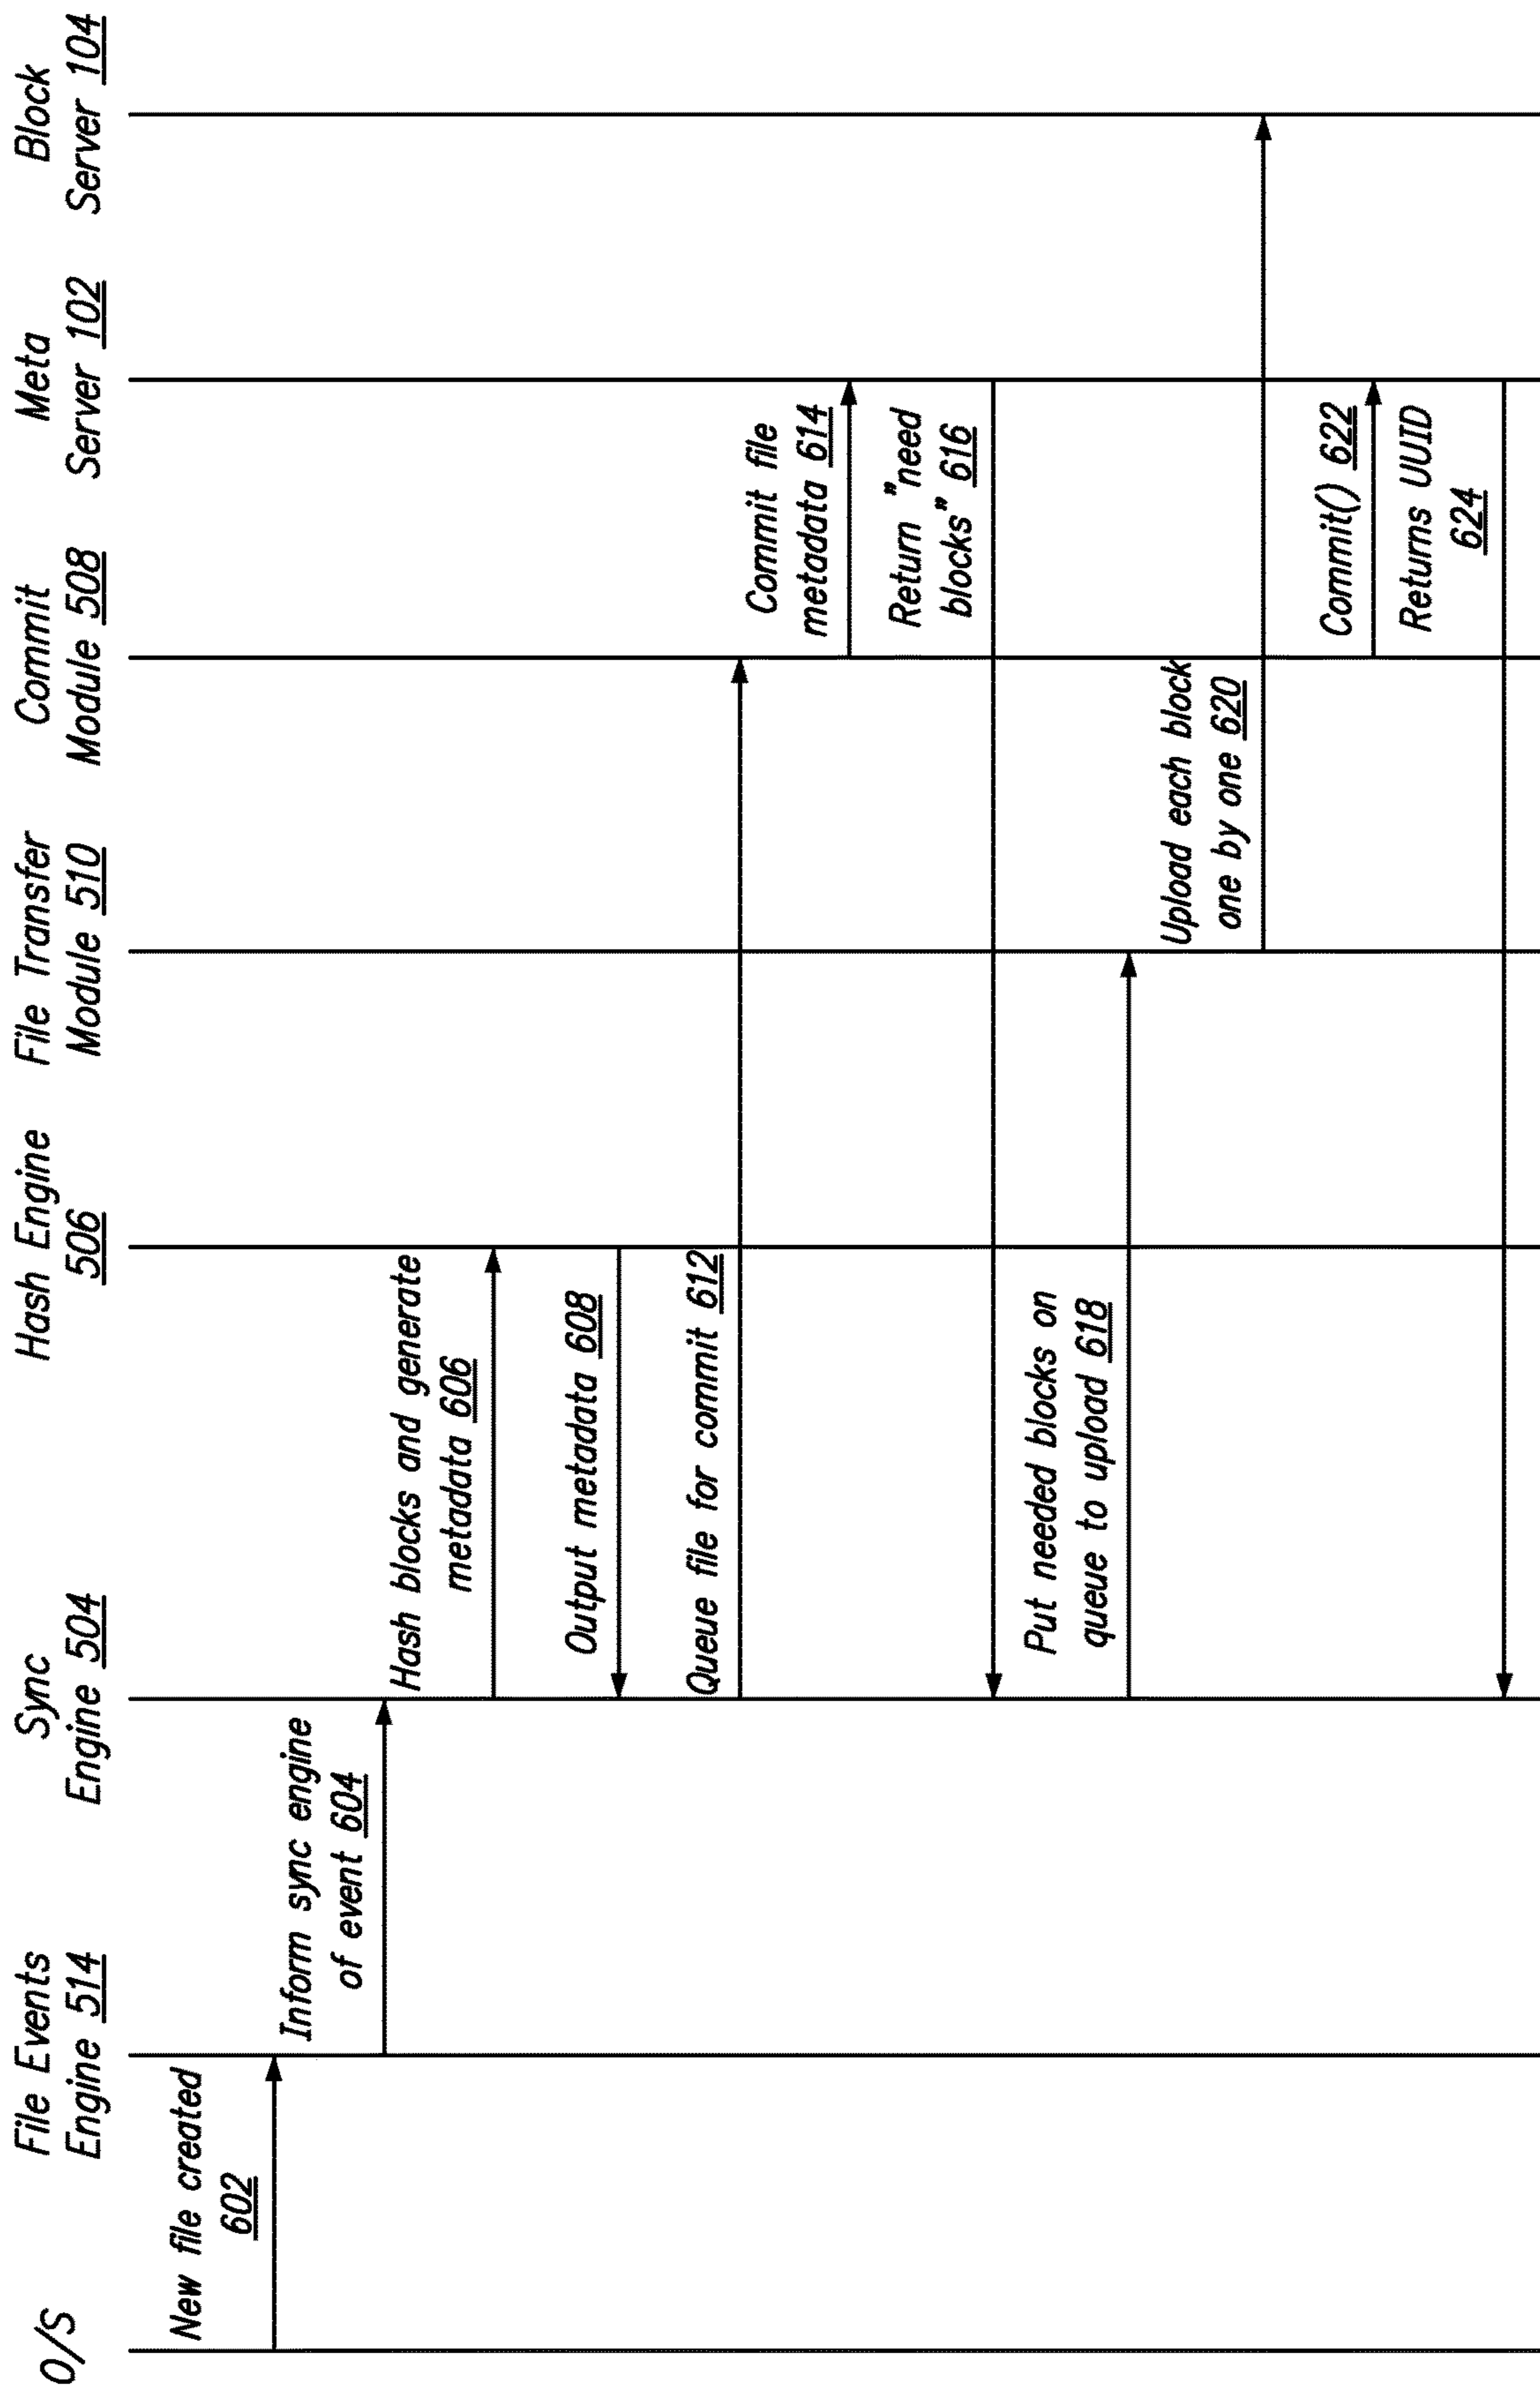 O/S
File Events
Engine 514
Sync
Engine 504
Hash Engine
506
File Transfer
Module 510
Commit
Module 508
Meta
Server 102
Block
Server 104
New file created
602
Inform sync engine
of event 604
Hash blocks and generate
metadata 606
Output metadata 608
Queue file for commit 612
Commit file
metadata 614
Return "need
blocks" 616
Put needed blocks on
queue to upload 618
Upload each block
one by one 620
Commit() 622
Returns UUID
624